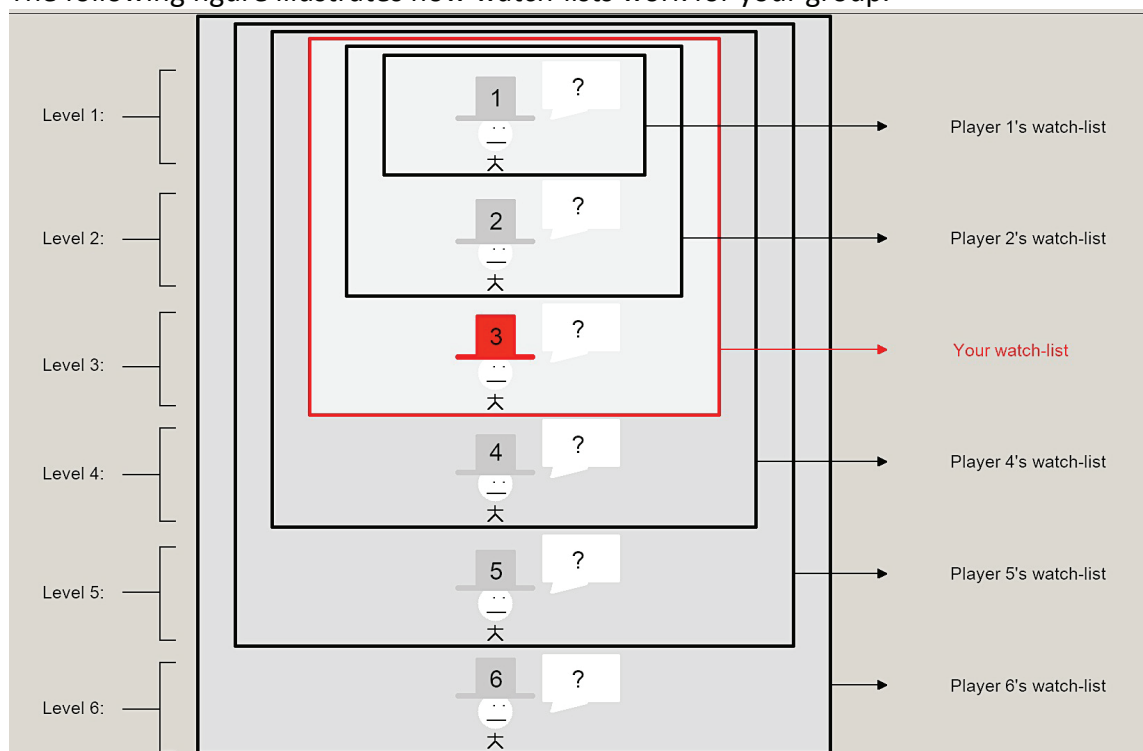 The following figure illustrates how watch-lists work for your group:
Level 1:
1
?
Player 1's watch-list
Level 2:
2
?
Player 2's watch-list
Level 3:
3
?
Your watch-list
Level 4:
4
?
Player 4's watch-list
Level 5:
5
?
Player 5's watch-list
Level 6:
6
?
Player 6's watch-list